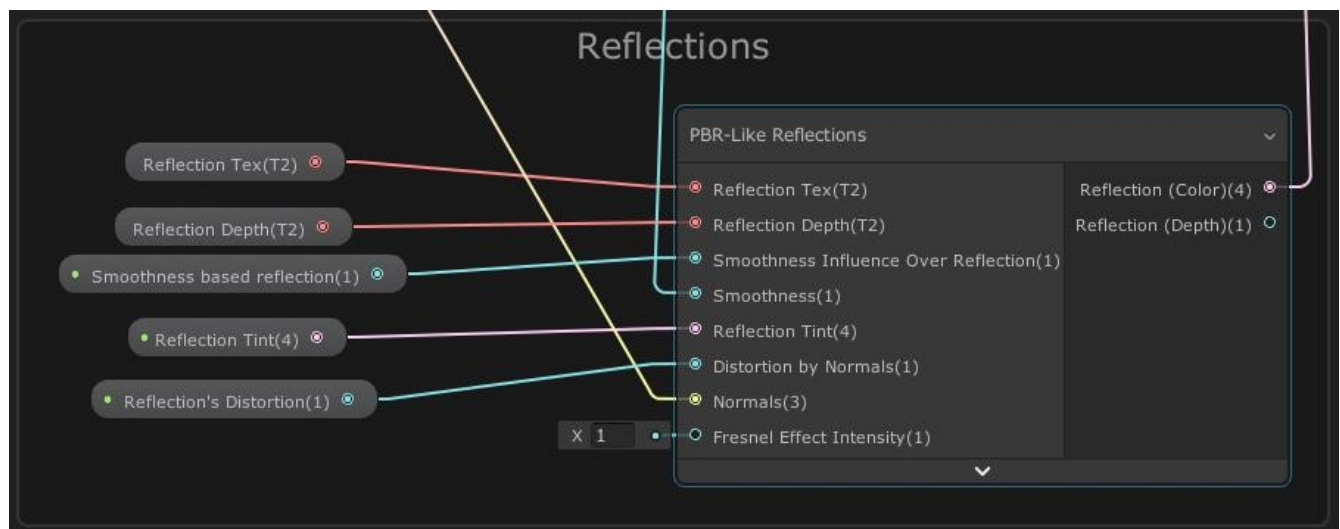 Reflections
Reflection Tex(T2)
Reflection Depth(T2)
Smoothness based reflection(1)
Reflection Tint(4)
Reflection's Distortion(1)
PBR-Like Reflections
Reflection Tex(T2)
Reflection Depth(T2)
Smoothness Influence Over Reflection(1)
Smoothness(1)
Reflection Tint(4)
Distortion by Normals(1)
Normals(3)
X 1
Fresnel Effect Intensity(1)
Reflection (Color)(4)
Reflection (Depth)(1)